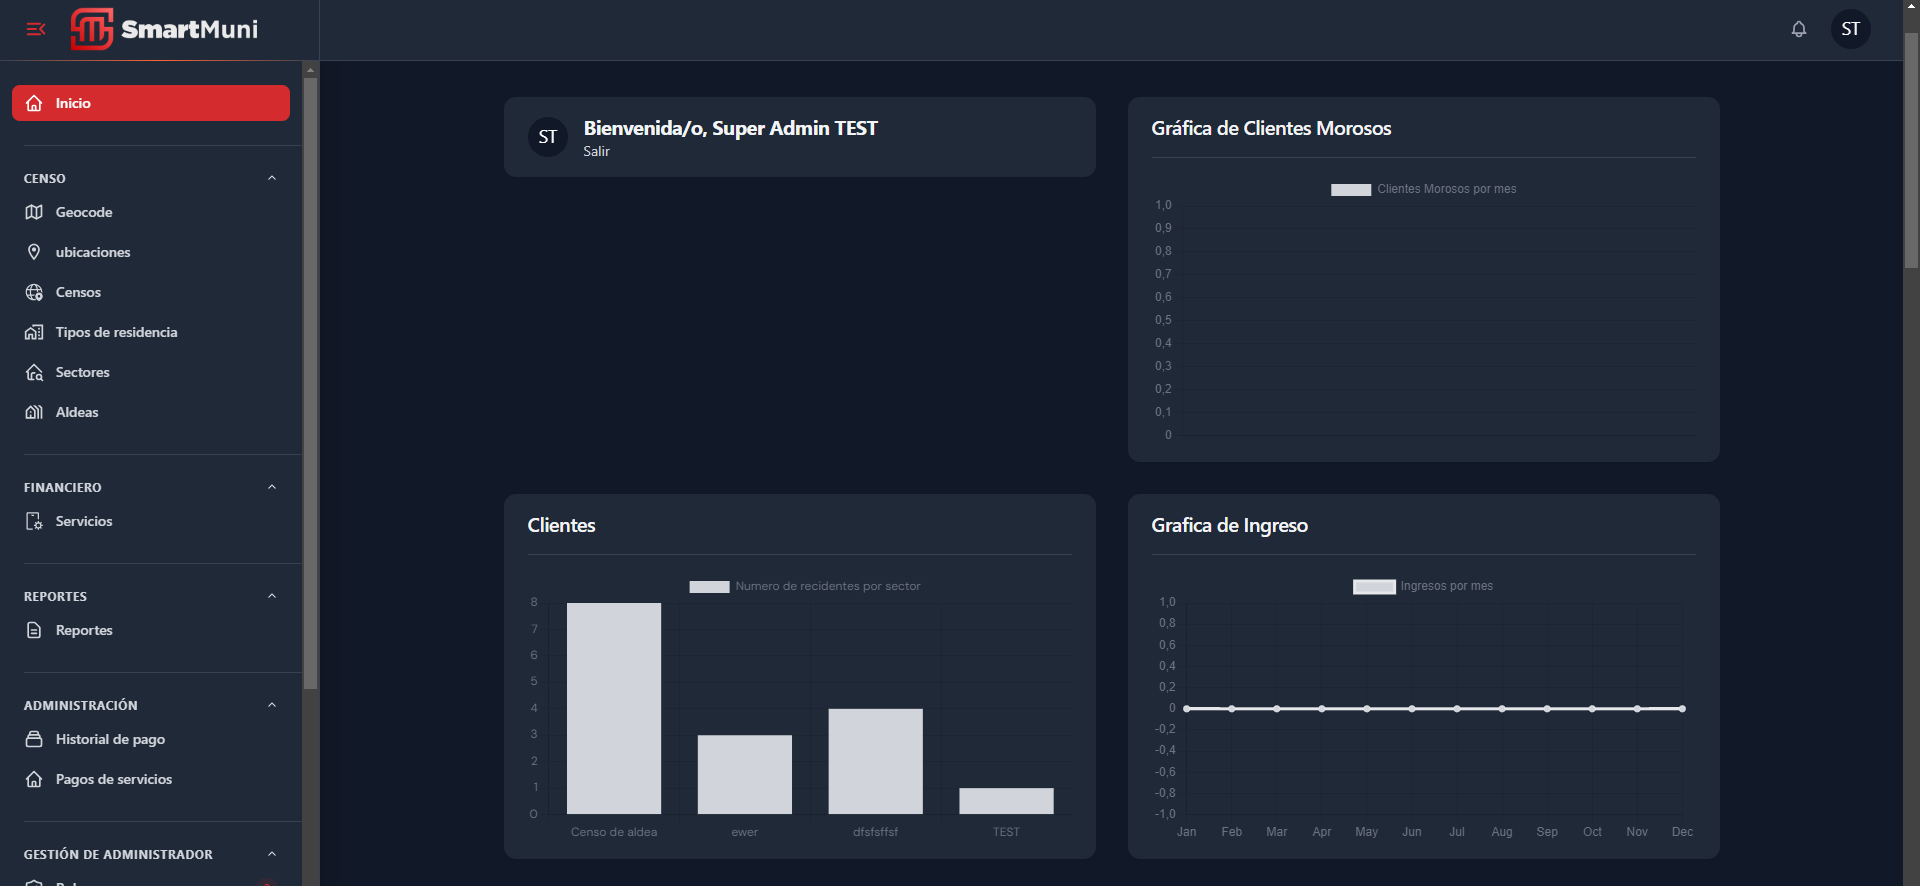 SmartMuni
ST
Inicio
CENSO
Geocode
ubicaciones
Censos
Tipos de residencia
Sectores
Aldeas
FINANCIERO
Servicios
REPORTES
Reportes
ADMINISTRACIÓN
Historial de pago
Pagos de servicios
GESTIÓN DE ADMINISTRADOR
ST
Bienvenida/o, Super Admin TEST
Salir
Gráfica de Clientes Morosos
Clientes Morosos por mes
1,0
0,9
0,8
0,7
0,6
0,5
0,4
0,3
0,2
0,1
0
Clientes
Numero de recidentes por sector
8
7
6
5
4
3
2
1
0
Censo de aldea ewer dfsfsffsf TEST
Grafica de Ingreso
Ingresos por mes
1,0
0,8
0,6
0,4
0,2
0
-0,2
-0,4
-0,6
-0,8
-1,0
Jan Feb Mar Apr May Jun Jul Aug Sep Oct Nov Dec